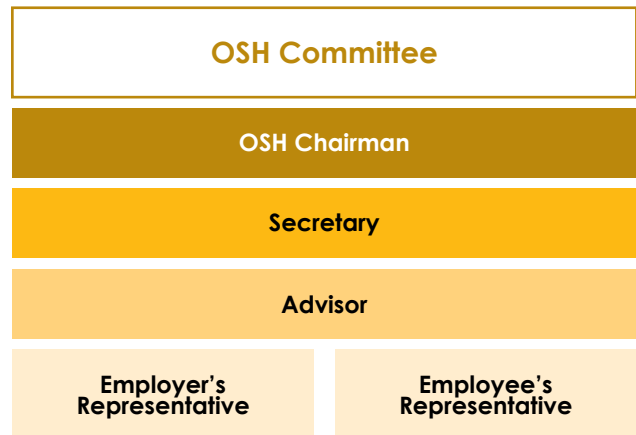 OSH Committee
OSH Chairman
Secretary
Advisor
Employer’s
Representative
Employee’s
Representative